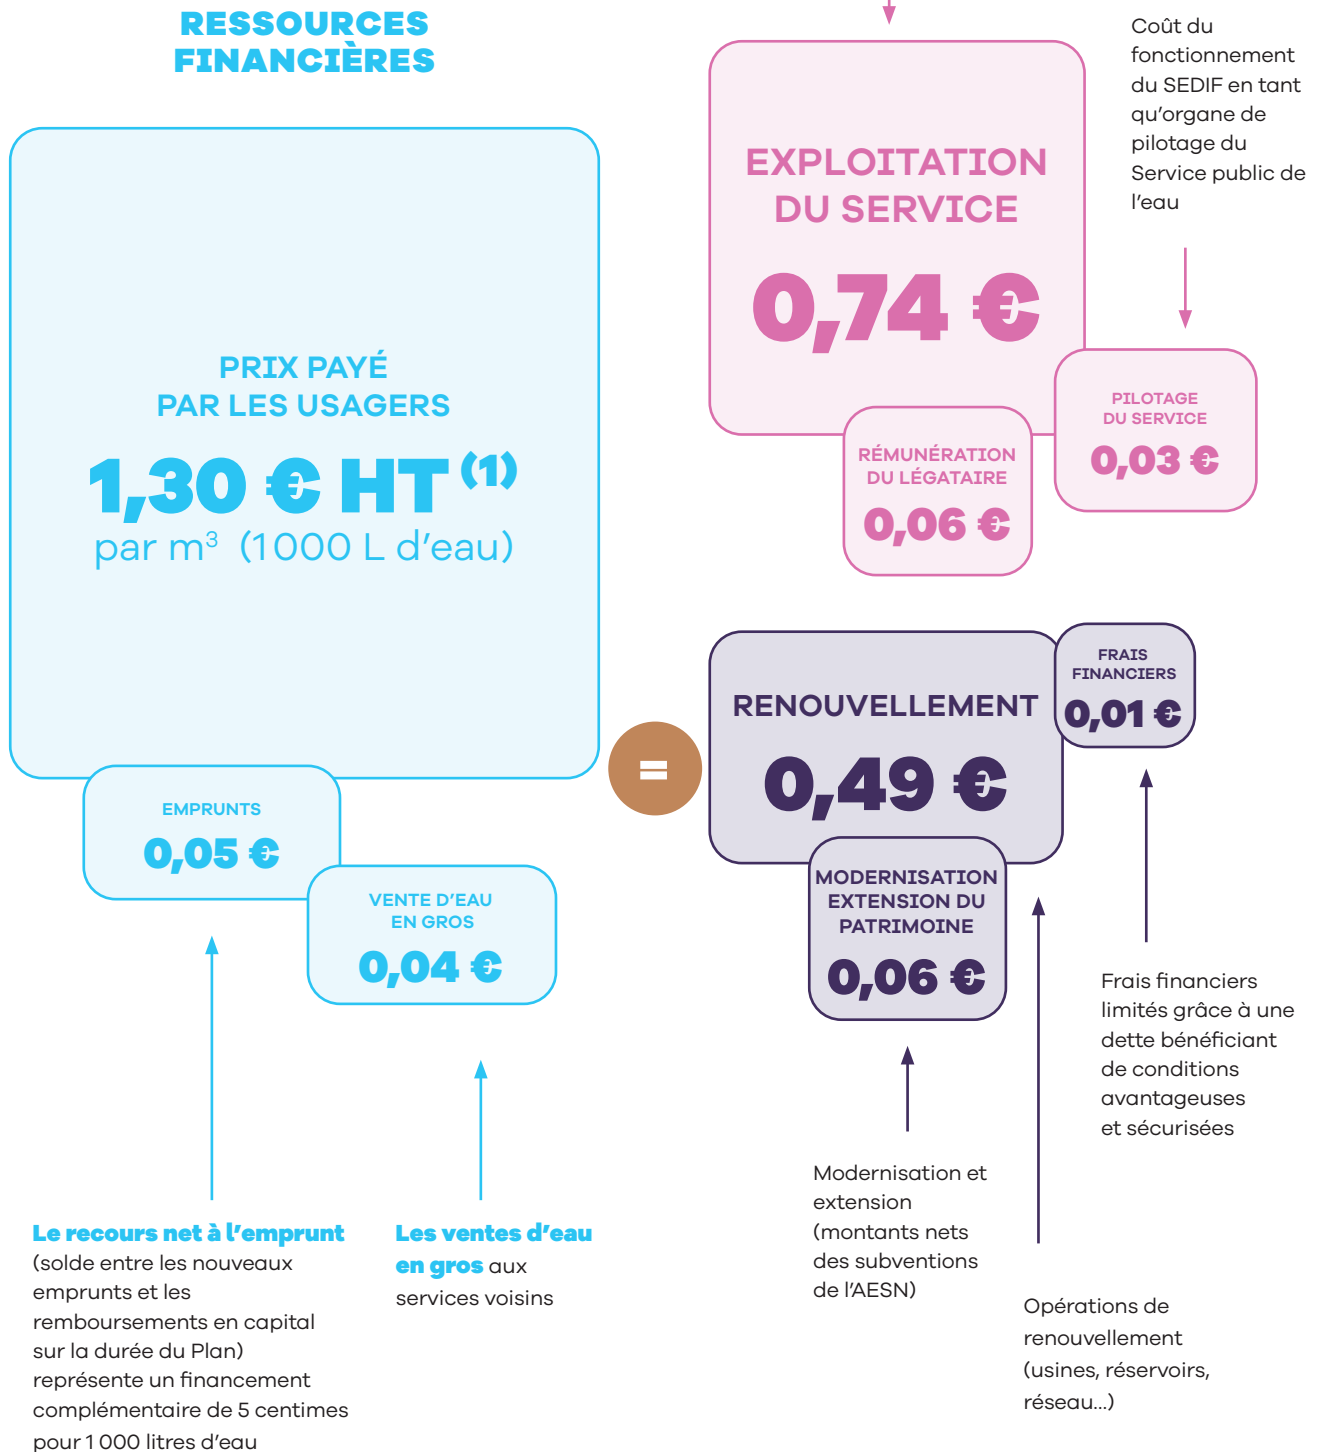 RESSOURCES
FINANCIÈRES
PRIX PAYÉ
PAR LES USAGERS
1,30 € HT (1)
par m³ (1000 L d'eau)
EMPRUNTS
0,05 €
VENTE D'EAU
EN GROS
0,04 €
Le recours net à l'emprunt
(solde entre les nouveaux
emprunts et les
remboursements en capital
sur la durée du Plan)
représente un financement
complémentaire de 5 centimes
pour 1 000 litres d'eau
Les ventes d'eau
en gros aux
services voisins
=
EXPLOITATION
DU SERVICE
0,74 €
Coût du
fonctionnement
du SEDIF en tant
qu'organe de
pilotage du
Service public de
l'eau
PILOTAGE
DU SERVICE
0,03 €
RÉMUNÉRATION
DU LÉGATAIRE
0,06 €
RENOUVELLEMENT
0,49 €
FRAIS
FINANCIERS
0,01 €
MODERNISATION
EXTENSION DU
PATRIMOINE
0,06 €
Frais financiers
limités grâce à une
dette bénéficiant
de conditions
avantageuses
et sécurisées
Modernisation et
extension
(montants nets
des subventions
de l'AESN)
Opérations de
renouvellement
(usines, réservoirs,
réseau...)